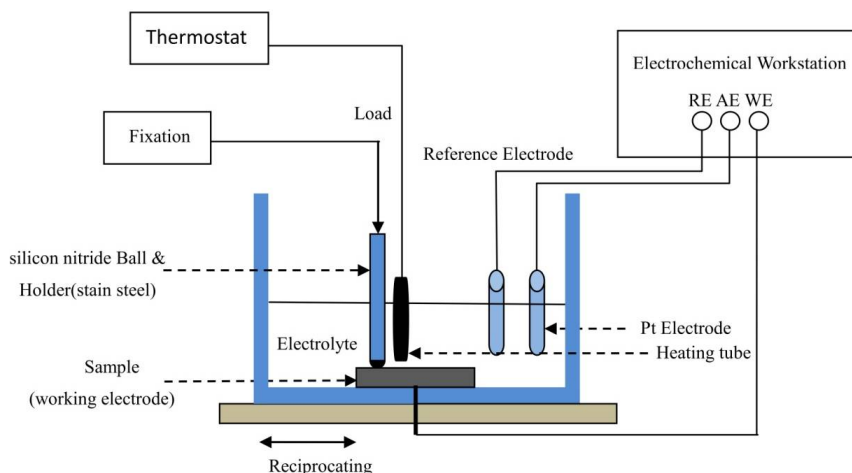 Thermostat
Electrochemical Workstation
RE AE WE
Load
Fixation
Reference Electrode
silicon nitride Ball &
Holder(stain steel)
Pt Electrode
Electrolyte
Heating tube
Sample
(working electrode)
Reciprocating